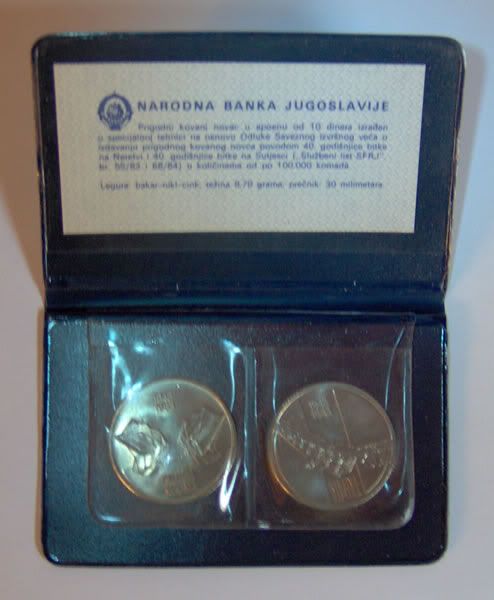 NARODNA BANKA JUGOSLAVIJE
Prigodni kovani novac u apoenu od 10 dinara izrađen
u specijalnoj tehnici na osnovu Odluke Saveznog izvršnog veća o
izdavanju prigodnog kovanog novca povodom 40. godišnjice bitke
na Neretvi i 40. godišnjice bitke na Sutjesci („Službeni list SFRJ"
br. 55/83 i 68/84) u količinama od po 100.000 komada.
Legura: bakar-nikl-cink; težina 9,70 grama; prečnik: 30 milimetara.